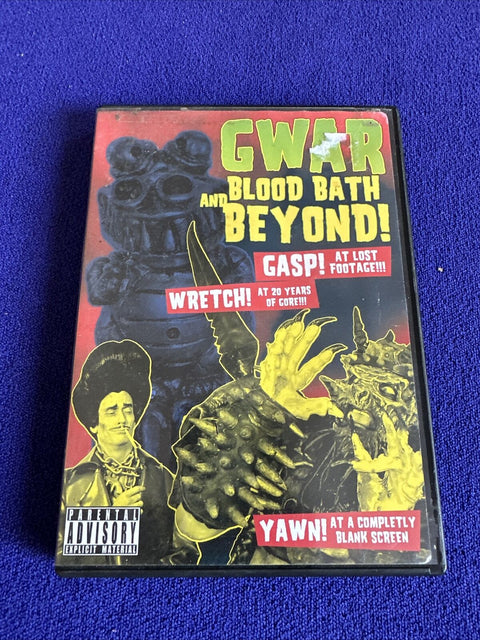 GWAR
BLOOD BATH
AND BEYOND!
GASP! AT LOST
FOOTAGE!!!
WRETCH! AT 20 YEARS
OF GORE!!!
PARENTAL
ADVISORY
EXPLICIT MATERIAL
YAWN! AT A COMPLETLY
BLANK SCREEN